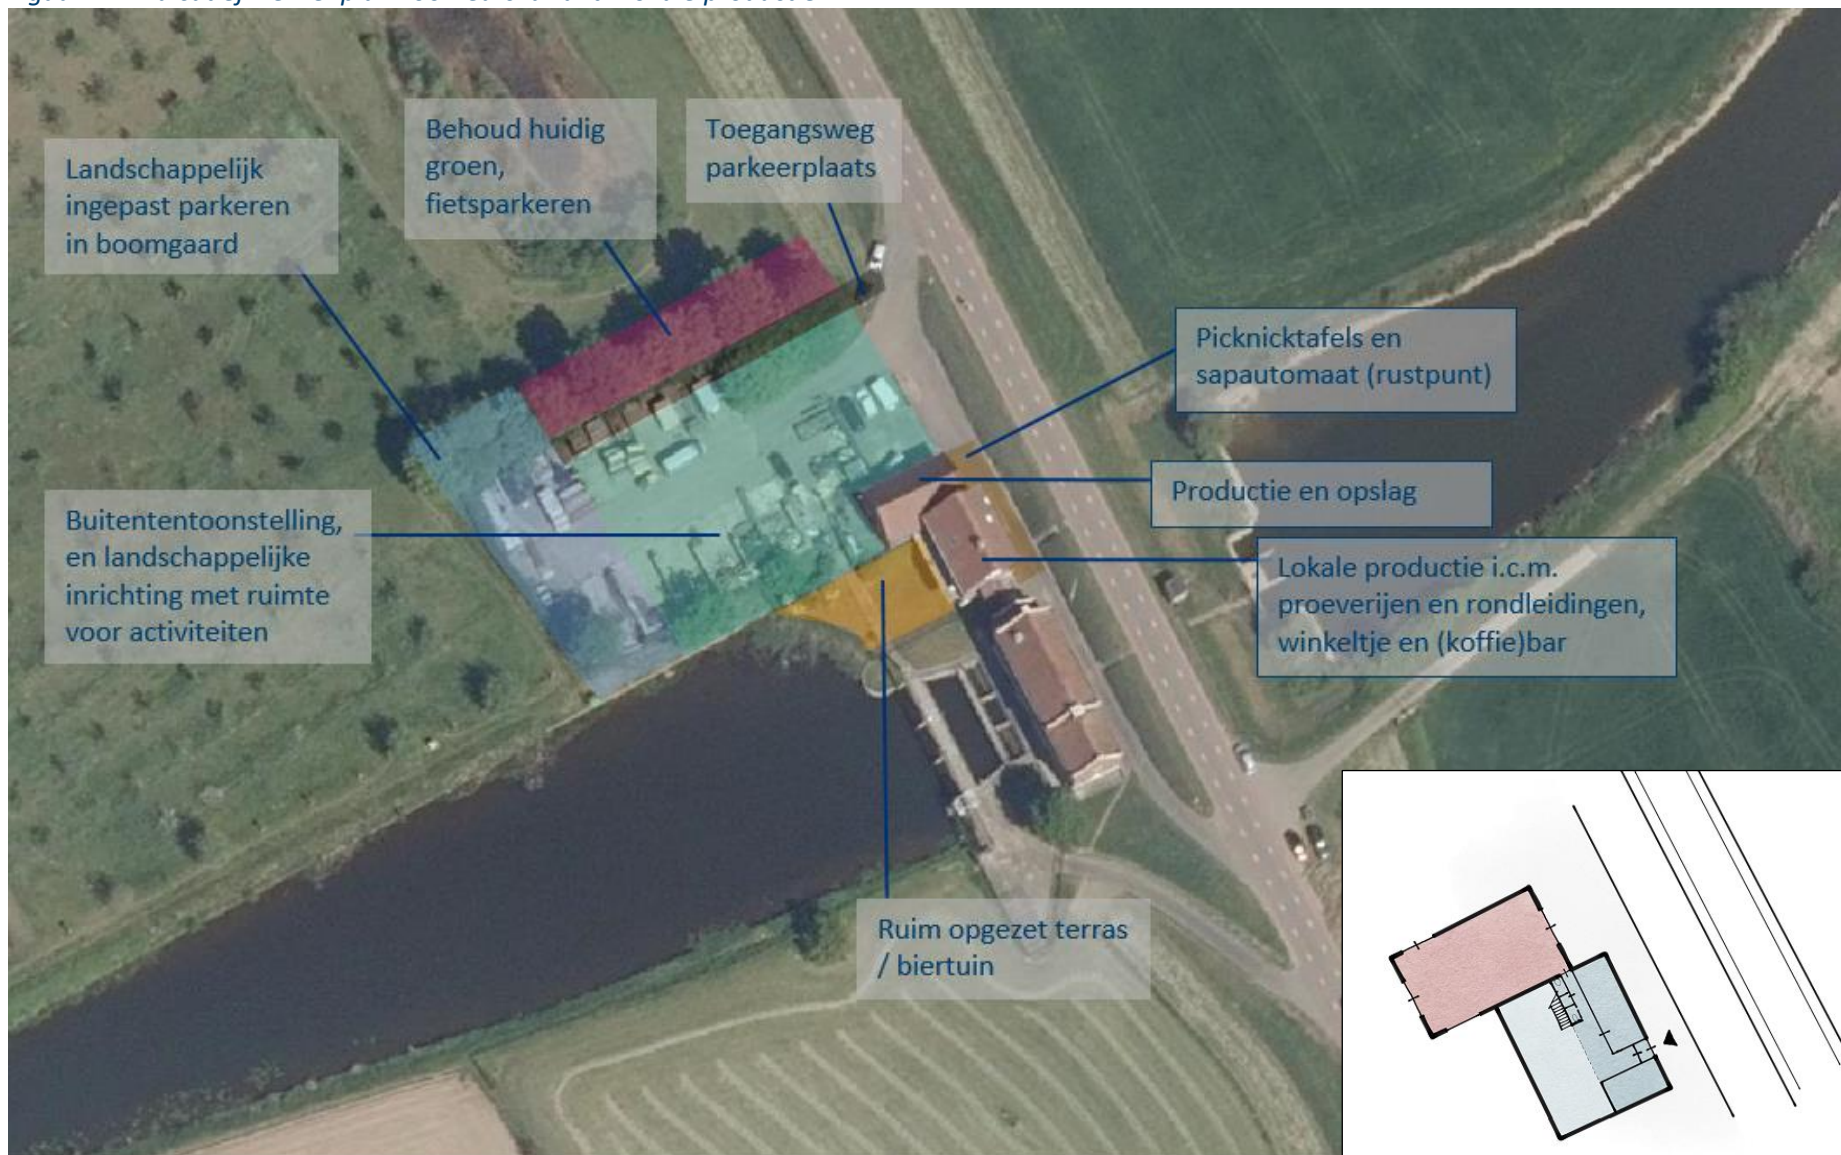 Landschappelijk
ingepast parkeren
in boomgaard
Behoud huidig
groen,
fietsparkeren
Toegangsweg
parkeerplaats
Picknicktafels en
sapautomaat (rustpunt)
Productie en opslag
Buitententoonstelling,
en landschappelijke
inrichting met ruimte
voor activiteiten
Lokale productie i.c.m.
proeverijen en rondleidingen,
winkeltje en (koffie)bar
Ruim opgezet terras
/ biertuin